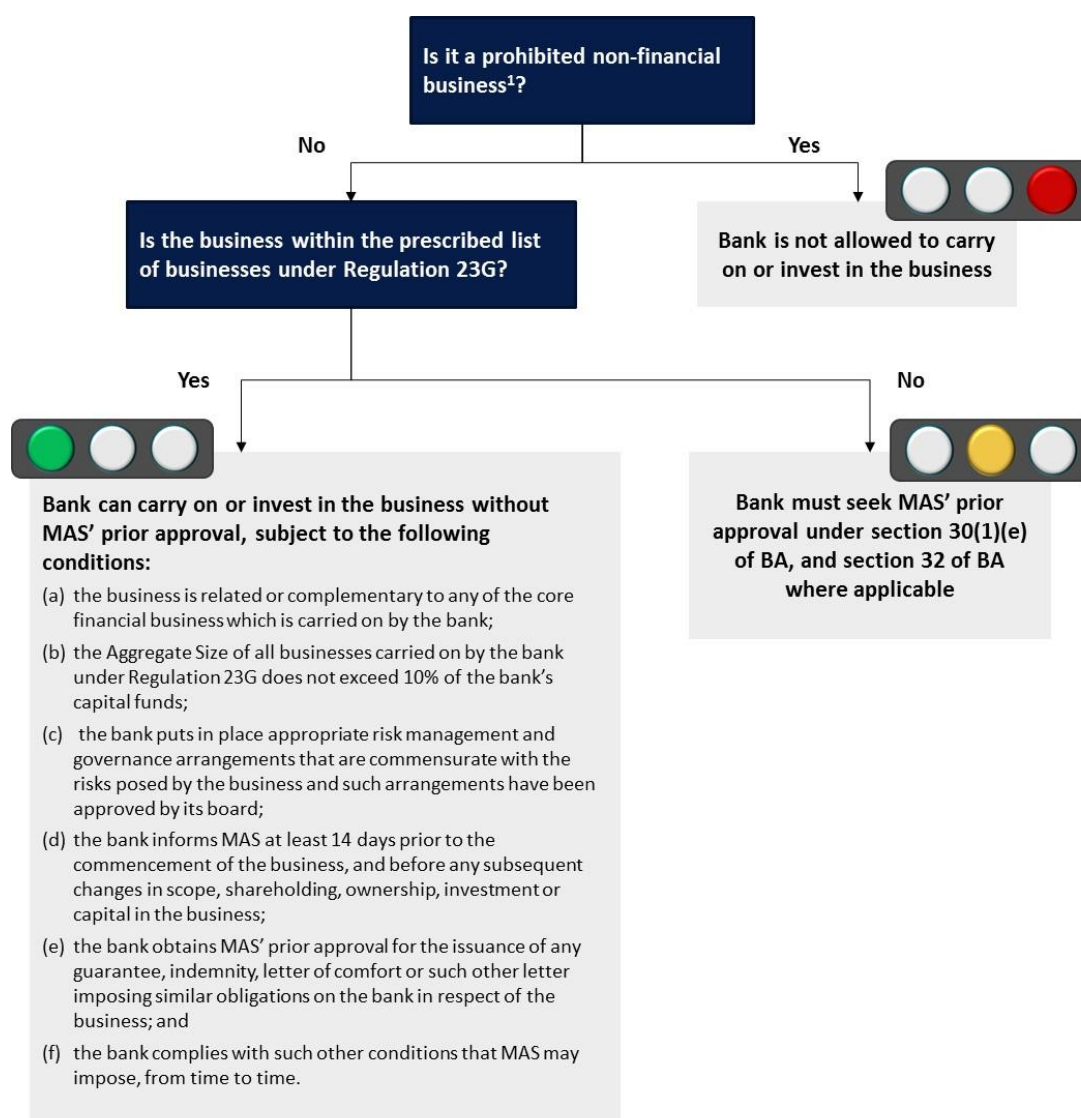 Is it a prohibited non-financial
business¹?
No
Yes
Is the business within the prescribed list
of businesses under Regulation 23G?
Bank is not allowed to carry
on or invest in the business
Yes
No
Bank can carry on or invest in the business without
MAS’ prior approval, subject to the following
conditions:
(a) the business is related or complementary to any of the core
financial business which is carried on by the bank;
(b) the Aggregate Size of all businesses carried on by the bank
under Regulation 23G does not exceed 10% of the bank’s
capital funds;
(c) the bank puts in place appropriate risk management and
governance arrangements that are commensurate with the
risks posed by the business and such arrangements have been
approved by its board;
(d) the bank informs MAS at least 14 days prior to the
commencement of the business, and before any subsequent
changes in scope, shareholding, ownership, investment or
capital in the business;
(e) the bank obtains MAS’ prior approval for the issuance of any
guarantee, indemnity, letter of comfort or such other letter
imposing similar obligations on the bank in respect of the
business; and
(f) the bank complies with such other conditions that MAS may
impose, from time to time.
Bank must seek MAS’ prior
approval under section 30(1)(e)
of BA, and section 32 of BA
where applicable